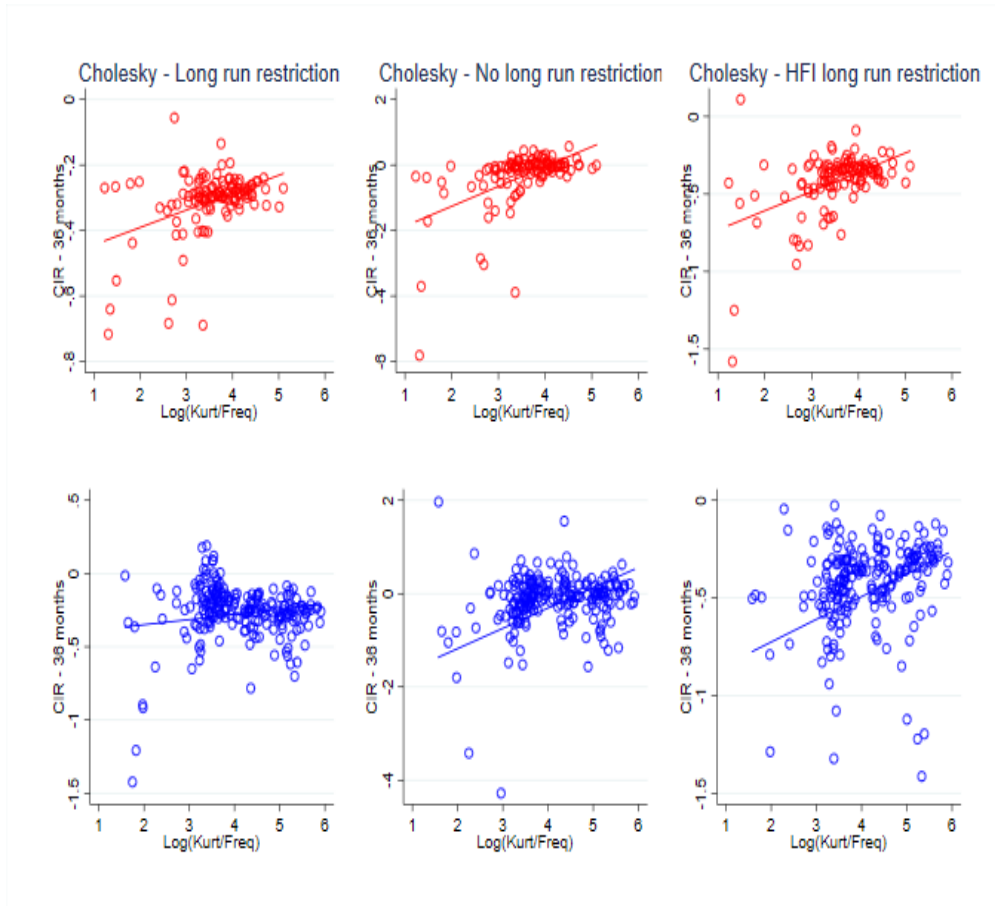 Cholesky - Long run restriction
CIR - 36 months
0
-.2
-.4
-.6
-.8
1 2 3 4 5 6
Log(Kurt/Freq)
Cholesky - No long run restriction
CIR - 36 months
2
0
-2
-4
-6
1 2 3 4 5 6
Log(Kurt/Freq)
Cholesky - HFI long run restriction
CIR - 36 months
0
-.5
-1
-1.5
1 2 3 4 5 6
Log(Kurt/Freq)
CIR - 36 months
.5
0
-.5
-1
-1.5
1 2 3 4 5 6
Log(Kurt/Freq)
CIR - 36 months
2
0
-2
-4
1 2 3 4 5 6
Log(Kurt/Freq)
CIR - 36 months
0
-.5
-1
-1.5
1 2 3 4 5 6
Log(Kurt/Freq)